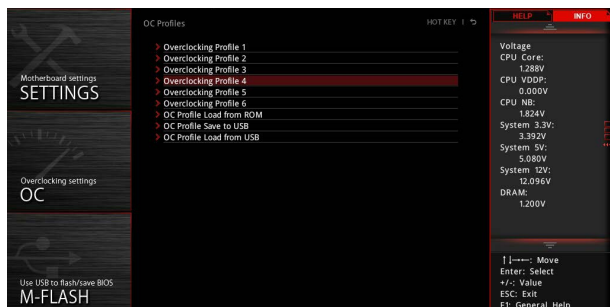 OC Profiles
HOT KEY |
HELP
INFO
Motherboard settings
SETTINGS
Overclocking settings
OC
Use USB to flash/save BIOS
M-FLASH
> Overclocking Profile 1
> Overclocking Profile 2
> Overclocking Profile 3
> Overclocking Profile 4
> Overclocking Profile 5
> Overclocking Profile 6
> OC Profile Load from ROM
> OC Profile Save to USB
> OC Profile Load from USB
Voltage
CPU Core:
1.288V
CPU VDDP:
0.000V
CPU NB:
1.824V
System 3.3V:
3.392V
System 5V:
5.080V
System 12V:
12.096V
DRAM:
1.200V
↑↓→←: Move
Enter: Select
+/-: Value
ESC: Exit
F1: General Help